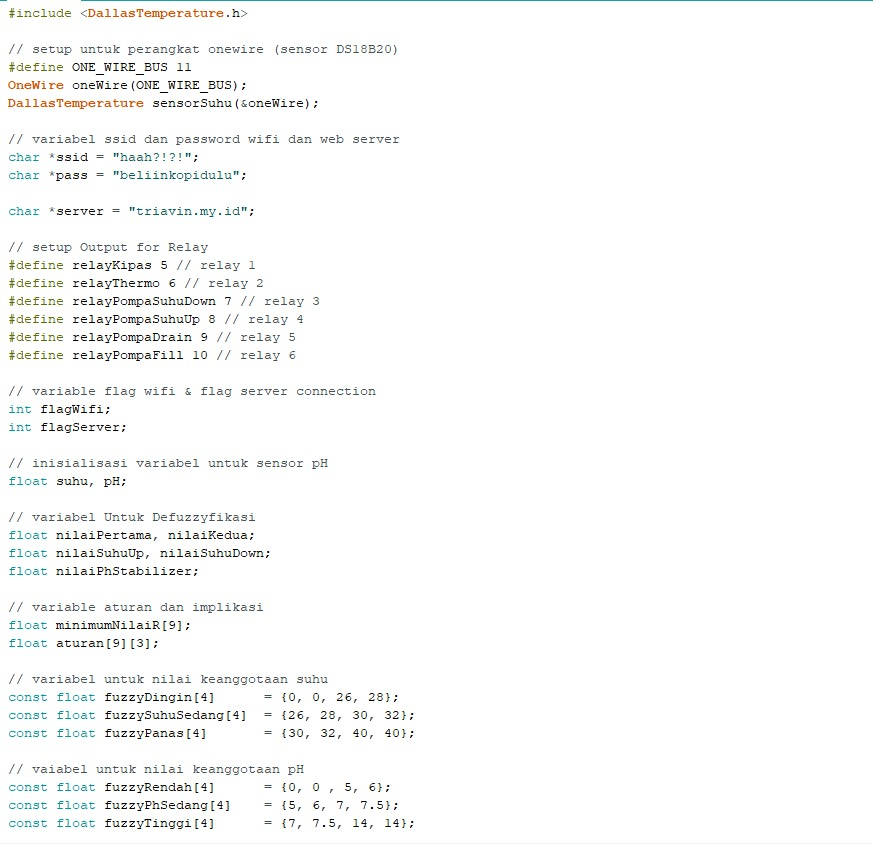 #include <DallasTemperature.h>
// setup untuk perangkat onewire (sensor DS18B20)
#define ONE_WIRE_BUS 11
OneWire oneWire(ONE_WIRE_BUS);
DallasTemperature sensorSuhu(&oneWire);
// variabel ssid dan password wifi dan web server
char *ssid = "haah?!?!";
char *pass = "beliinkopidulu";
char *server = "triavin.my.id";
// setup Output for Relay
#define relayKipas 5 // relay 1
#define relayThermo 6 // relay 2
#define relayPompaSuhuDown 7 // relay 3
#define relayPompaSuhuUp 8 // relay 4
#define relayPompaDrain 9 // relay 5
#define relayPompaFill 10 // relay 6
// variable flag wifi & flag server connection
int flagWifi;
int flagServer;
// inisialisasi variabel untuk sensor pH
float suhu, pH;
// variabel Untuk Defuzzyfikasi
float nilaiPertama, nilaiKedua;
float nilaiSuhuUp, nilaiSuhuDown;
float nilaiPhStabilizer;
// variable aturan dan implikasi
float minimumNilaiR[9];
float aturan[9][3];
// variabel untuk nilai keanggotaan suhu
const float fuzzyDingin[4]      = {0, 0, 26, 28};
const float fuzzySuhuSedang[4]  = {26, 28, 30, 32};
const float fuzzyPanas[4]       = {30, 32, 40, 40};
// vaiabel untuk nilai keanggotaan pH
const float fuzzyRendah[4]      = {0, 0 , 5, 6};
const float fuzzyPhSedang[4]    = {5, 6, 7, 7.5};
const float fuzzyTinggi[4]      = {7, 7.5, 14, 14};